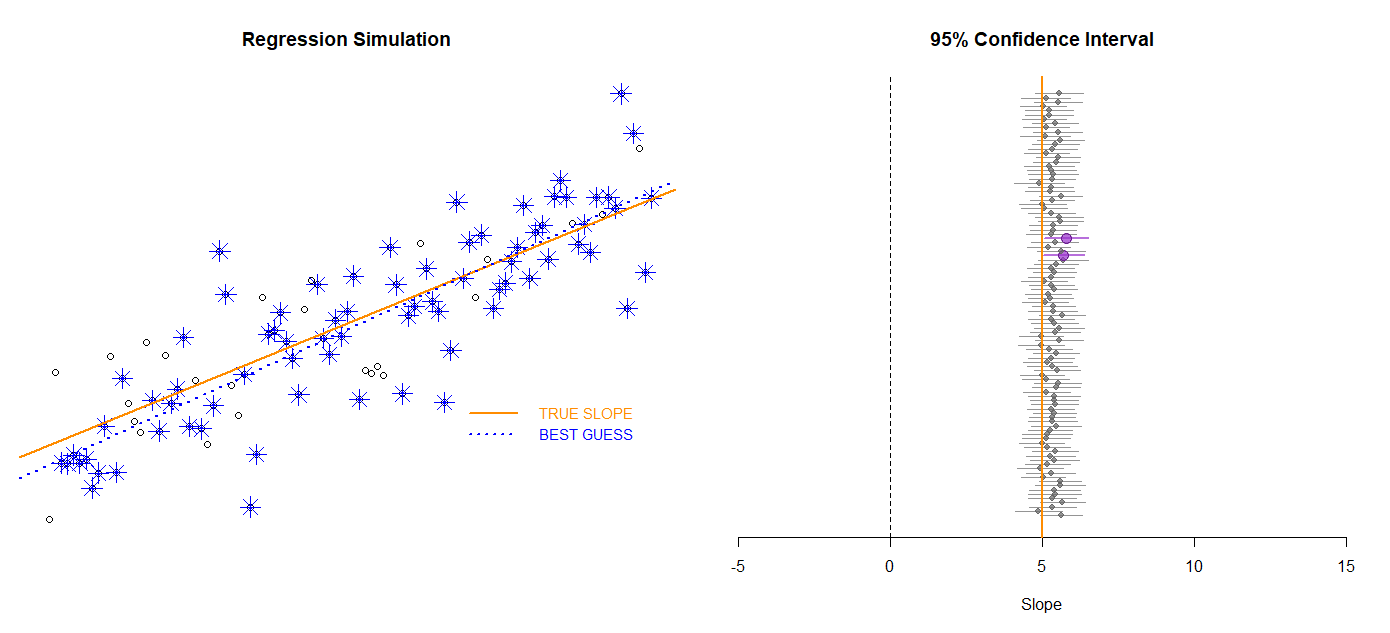 Regression Simulation
TRUE SLOPE
BEST GUESS
95% Confidence Interval
-5 0 5 10 15
Slope